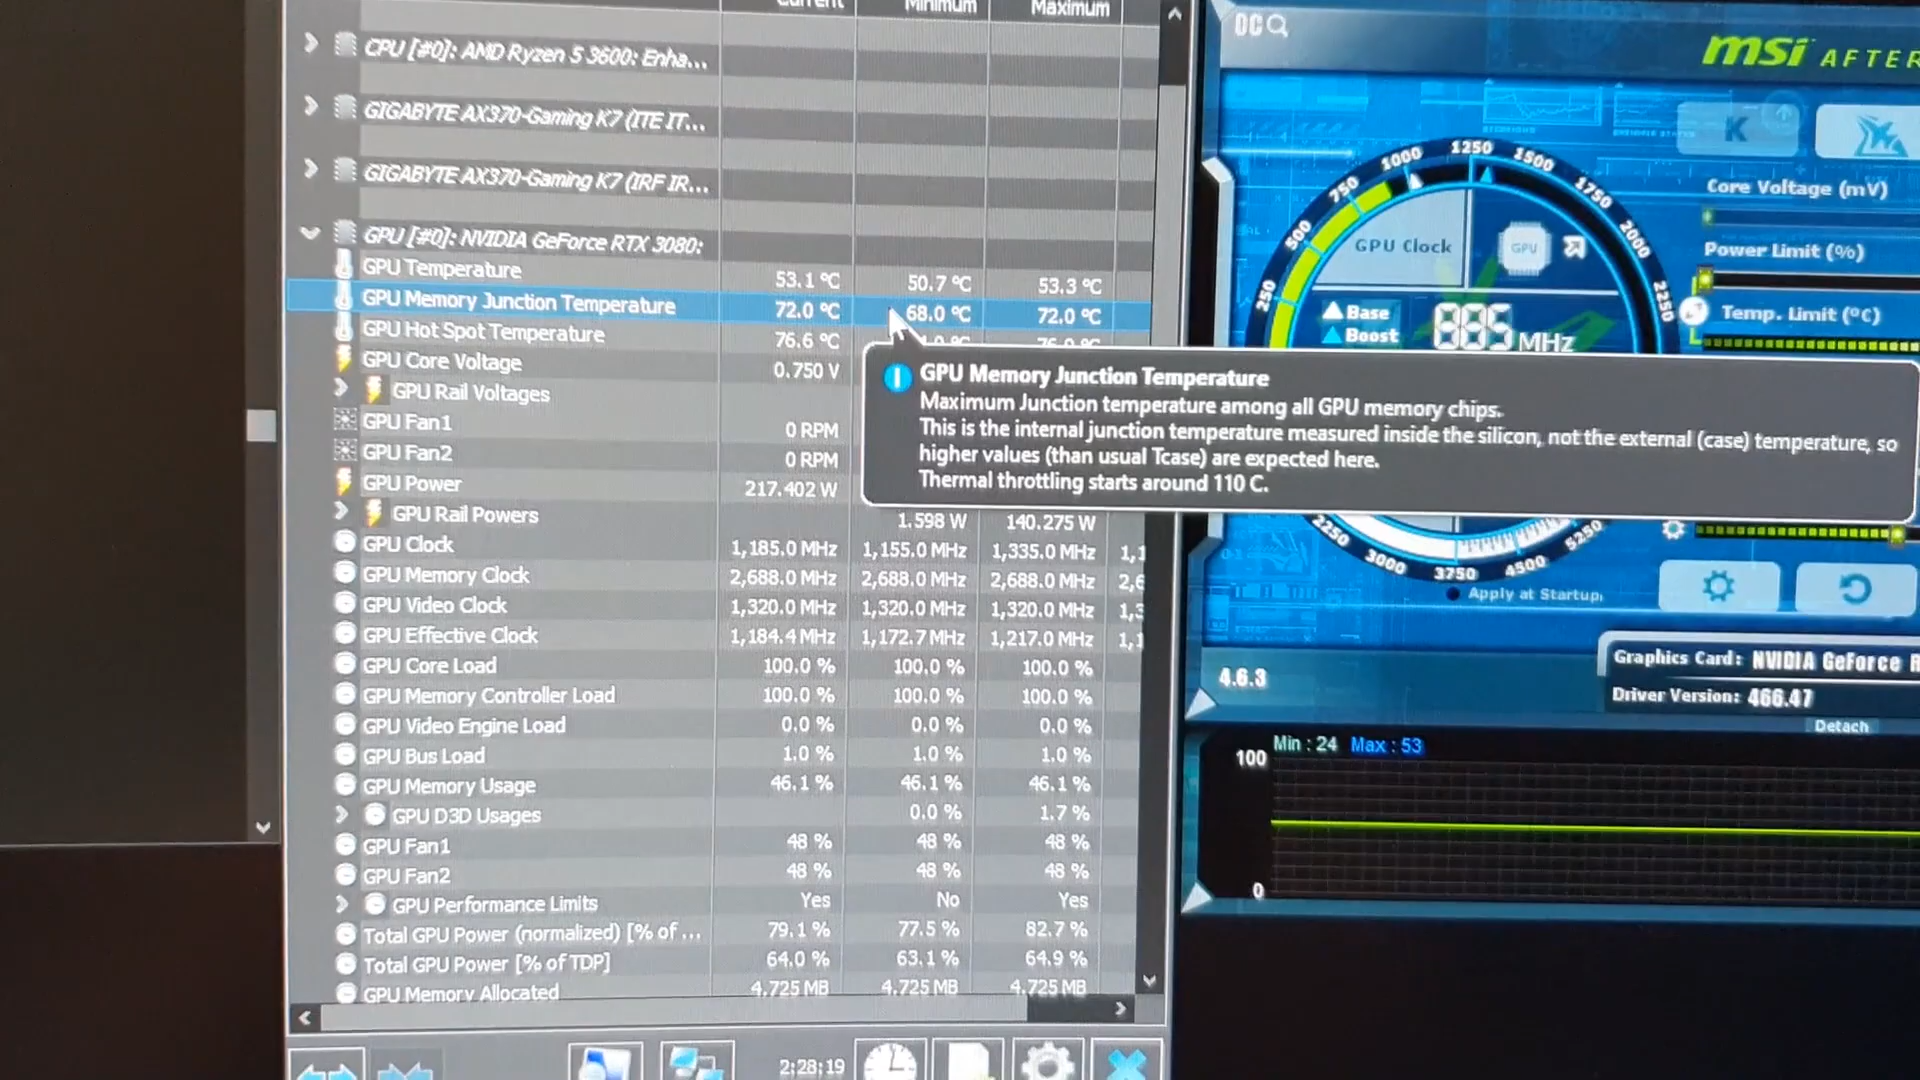 Current Minimum Maximum
CPU [#0]: AMD Ryzen 5 3600: Enha...
GIGABYTE AX370-Gaming K7 (ITE IT...
GIGABYTE AX370-Gaming K7 (IRF IR...
GPU [#0]: NVIDIA GeForce RTX 3080:
GPU Temperature 53.1 °C 50.7 °C 53.3 °C
GPU Memory Junction Temperature 72.0 °C 68.0 °C 72.0 °C
GPU Hot Spot Temperature 76.6 °C
GPU Core Voltage 0.750 V
GPU Rail Voltages
GPU Fan1 0 RPM
GPU Fan2 0 RPM
GPU Power 217.402 W
GPU Rail Powers 1.598 W 140.275 W
GPU Clock 1,185.0 MHz 1,155.0 MHz 1,335.0 MHz 1,1
GPU Memory Clock 2,688.0 MHz 2,688.0 MHz 2,688.0 MHz 2,6
GPU Video Clock 1,320.0 MHz 1,320.0 MHz 1,320.0 MHz 1,3
GPU Effective Clock 1,184.4 MHz 1,172.7 MHz 1,217.0 MHz 1,1
GPU Core Load 100.0 % 100.0 % 100.0 %
GPU Memory Controller Load 100.0 % 100.0 % 100.0 %
GPU Video Engine Load 0.0 % 0.0 % 0.0 %
GPU Bus Load 1.0 % 1.0 % 1.0 %
GPU Memory Usage 46.1 % 46.1 % 46.1 %
GPU D3D Usages 0.0 % 1.7 %
GPU Fan1 48 % 48 % 48 %
GPU Fan2 48 % 48 % 48 %
GPU Performance Limits Yes No Yes
Total GPU Power (normalized) [% of ... 79.1 % 77.5 % 82.7 %
Total GPU Power [% of TDP] 64.0 % 63.1 % 64.9 %
GPU Memory Allocated 4,725 MB 4,725 MB 4,725 MB
2:28:19
GPU Memory Junction Temperature
Maximum Junction temperature among all GPU memory chips.
This is the internal junction temperature measured inside the silicon, not the external (case) temperature, so
higher values (than usual Tcase) are expected here.
Thermal throttling starts around 110 C.
OC
msi AFTER
K
Core Voltage (mV)
Power Limit (%)
Temp. Limit (°C)
250 500 750 1000 1250 1500 1750 2000 2250
GPU Clock
GPU
Base
Boost
885 MHz
2250 3000 3750 4500 5250
Apply at Startup
4.6.3
Graphics Card: NVIDIA GeForce R
Driver Version: 466.47
Detach
Min : 24 Max : 53
100
0